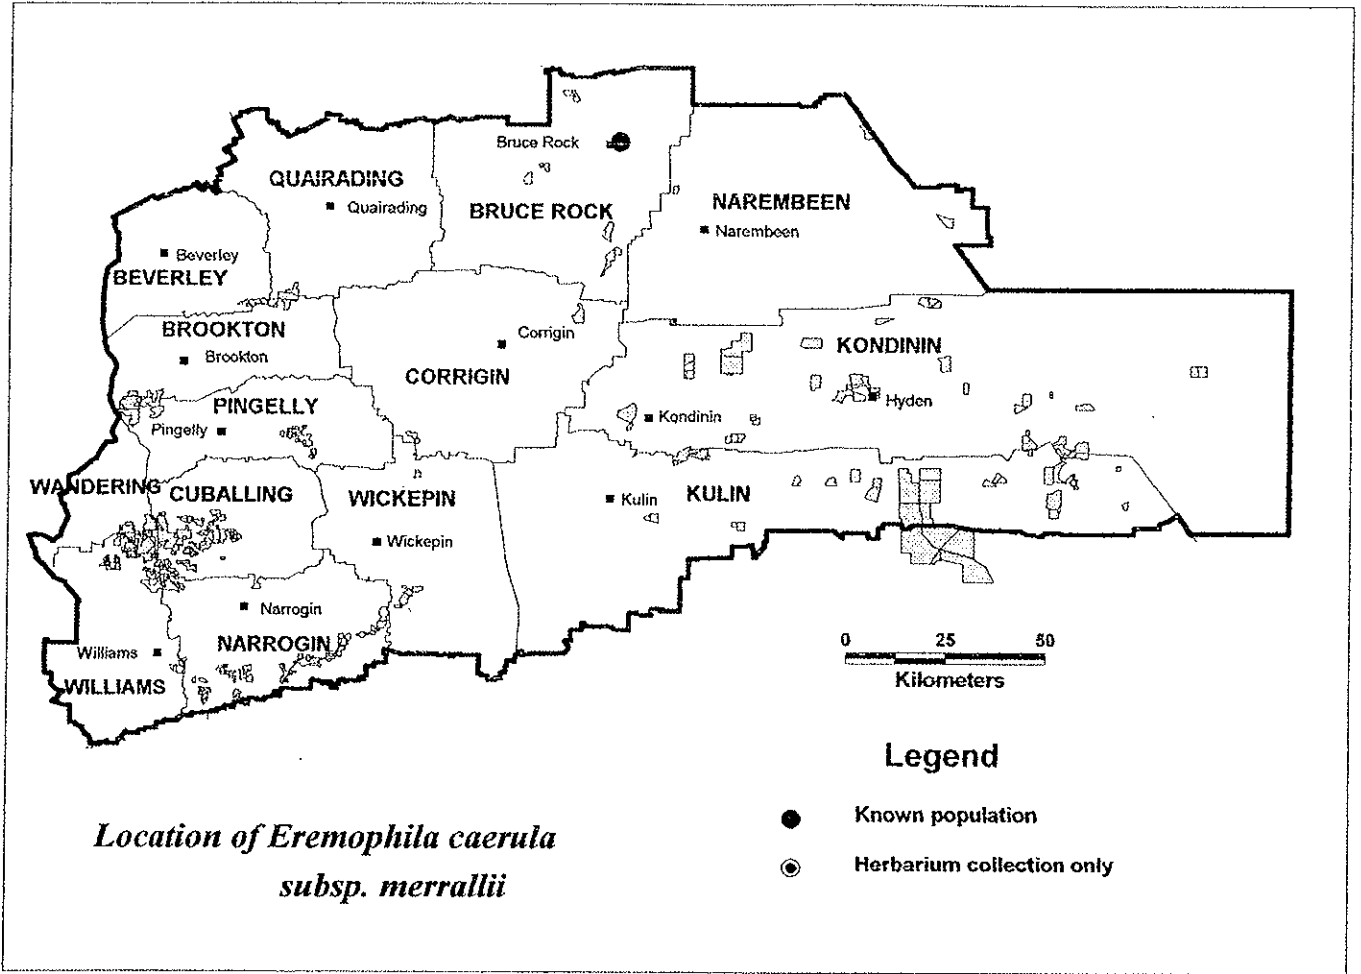 Bruce Rock
QUAIRADING
Quairading
BRUCE ROCK
NAREMBEEN
Narembeen
Beverley
BEVERLEY
BROOKTON
Brookton
Corrigin
CORRIGIN
KONDININ
Hyden
PINGELLY
Pingelly
Kondinin
WANDERING
CUBALLING
WICKEPIN
Kulin
KULIN
Wickepin
Narrogin
NARROGIN
Williams
WILLIAMS
0 25 50
Kilometers
Legend
Known population
Herbarium collection only
Location of Eremophila caerula
subsp. merrallii